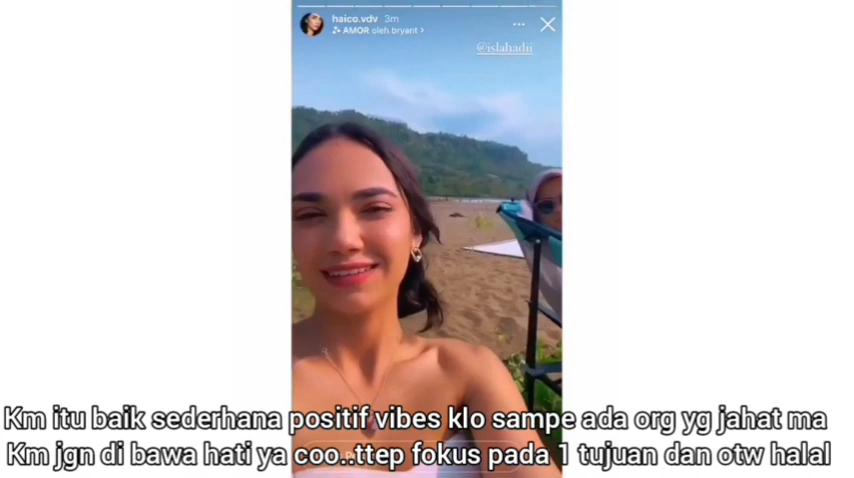 haico.vdv 3m
AMOR oleh bryant >
@islahadii
Km itu baik sederhana positif vibes klo sampe ada org yg jahat ma
Km jgn di bawa hati ya coo..ttep fokus pada 1 tujuan dan otw halal